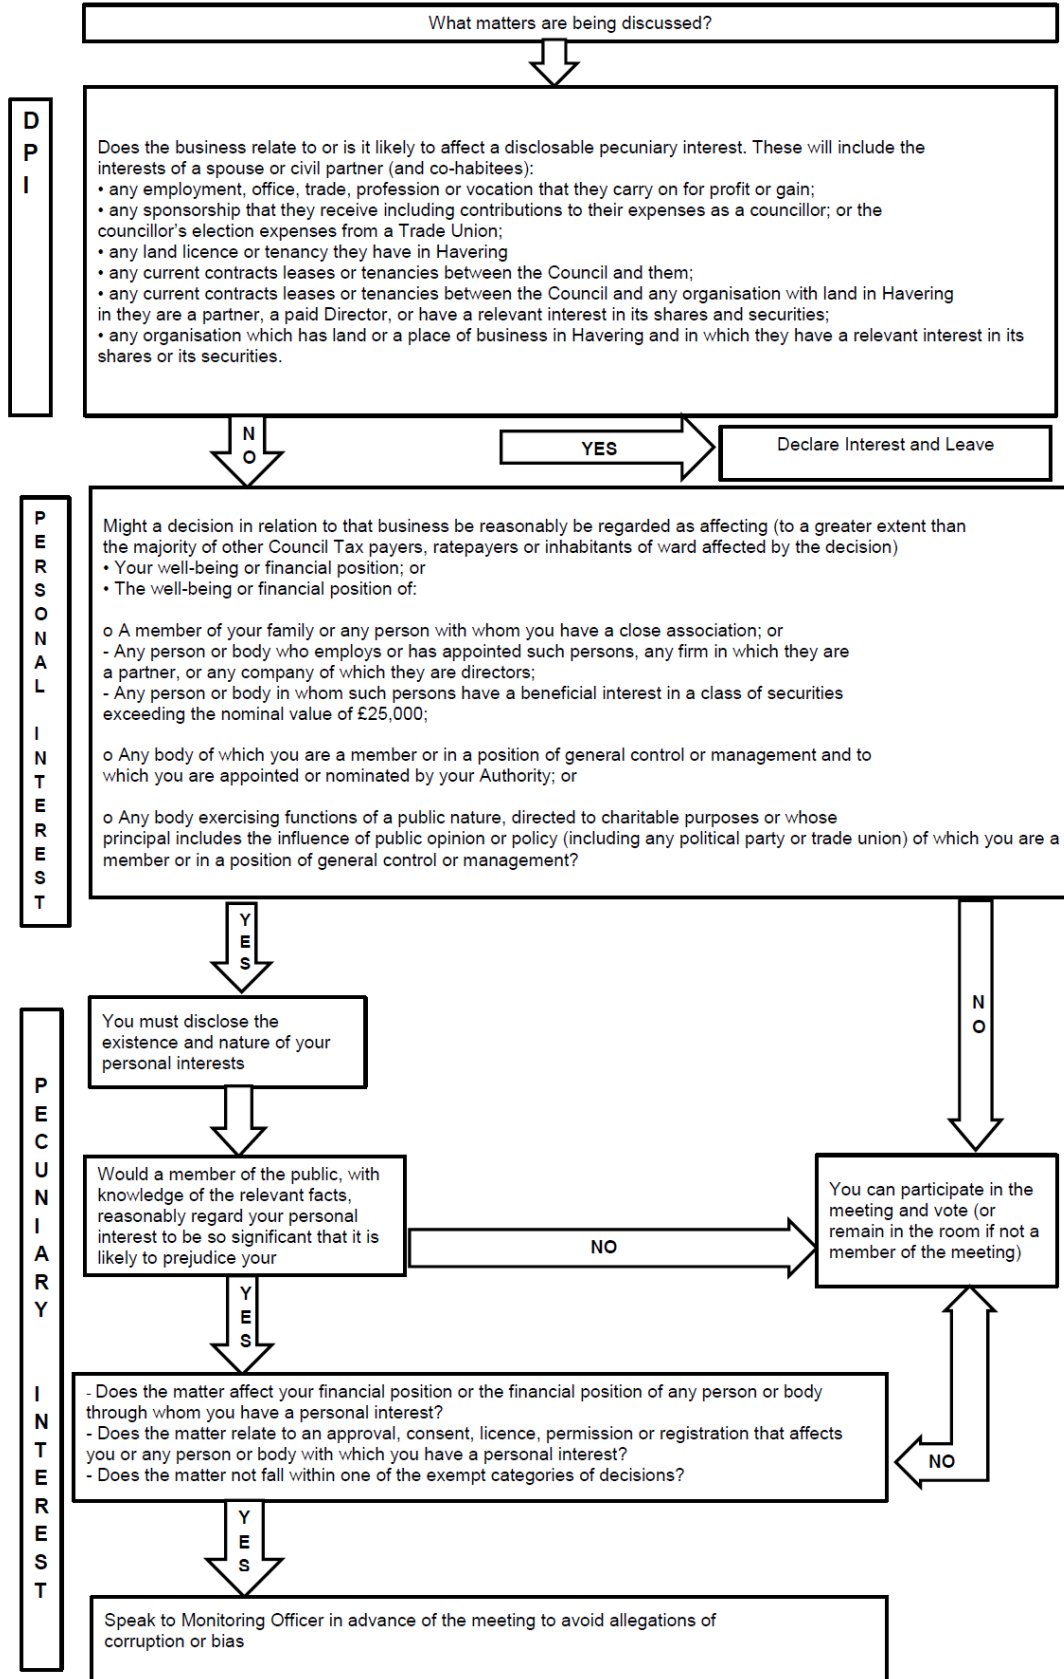 What matters are being discussed?
D
P
I
Does the business relate to or is it likely to affect a disclosable pecuniary interest. These will include the
interests of a spouse or civil partner (and co-habitees):
• any employment, office, trade, profession or vocation that they carry on for profit or gain;
• any sponsorship that they receive including contributions to their expenses as a councillor; or the
councillor's election expenses from a Trade Union;
• any land licence or tenancy they have in Havering
• any current contracts leases or tenancies between the Council and them;
• any current contracts leases or tenancies between the Council and any organisation with land in Havering
in they are a partner, a paid Director, or have a relevant interest in its shares and securities;
• any organisation which has land or a place of business in Havering and in which they have a relevant interest in its
shares or its securities.
N
O
YES
Declare Interest and Leave
P
E
R
S
O
N
A
L
I
N
T
E
R
E
S
T
Might a decision in relation to that business be reasonably be regarded as affecting (to a greater extent than
the majority of other Council Tax payers, ratepayers or inhabitants of ward affected by the decision)
• Your well-being or financial position; or
• The well-being or financial position of:
o A member of your family or any person with whom you have a close association; or
- Any person or body who employs or has appointed such persons, any firm in which they are
a partner, or any company of which they are directors;
- Any person or body in whom such persons have a beneficial interest in a class of securities
exceeding the nominal value of £25,000;
o Any body of which you are a member or in a position of general control or management and to
which you are appointed or nominated by your Authority; or
o Any body exercising functions of a public nature, directed to charitable purposes or whose
principal includes the influence of public opinion or policy (including any political party or trade union) of which you are a
member or in a position of general control or management?
Y
E
S
N
O
You must disclose the
existence and nature of your
personal interests
P
E
C
U
N
I
A
R
Y
I
N
T
E
R
E
S
T
Would a member of the public, with
knowledge of the relevant facts,
reasonably regard your personal
interest to be so significant that it is
likely to prejudice your
NO
You can participate in the
meeting and vote (or
remain in the room if not a
member of the meeting)
Y
E
S
- Does the matter affect your financial position or the financial position of any person or body
through whom you have a personal interest?
- Does the matter relate to an approval, consent, licence, permission or registration that affects
you or any person or body with which you have a personal interest?
- Does the matter not fall within one of the exempt categories of decisions?
NO
Y
E
S
Speak to Monitoring Officer in advance of the meeting to avoid allegations of
corruption or bias